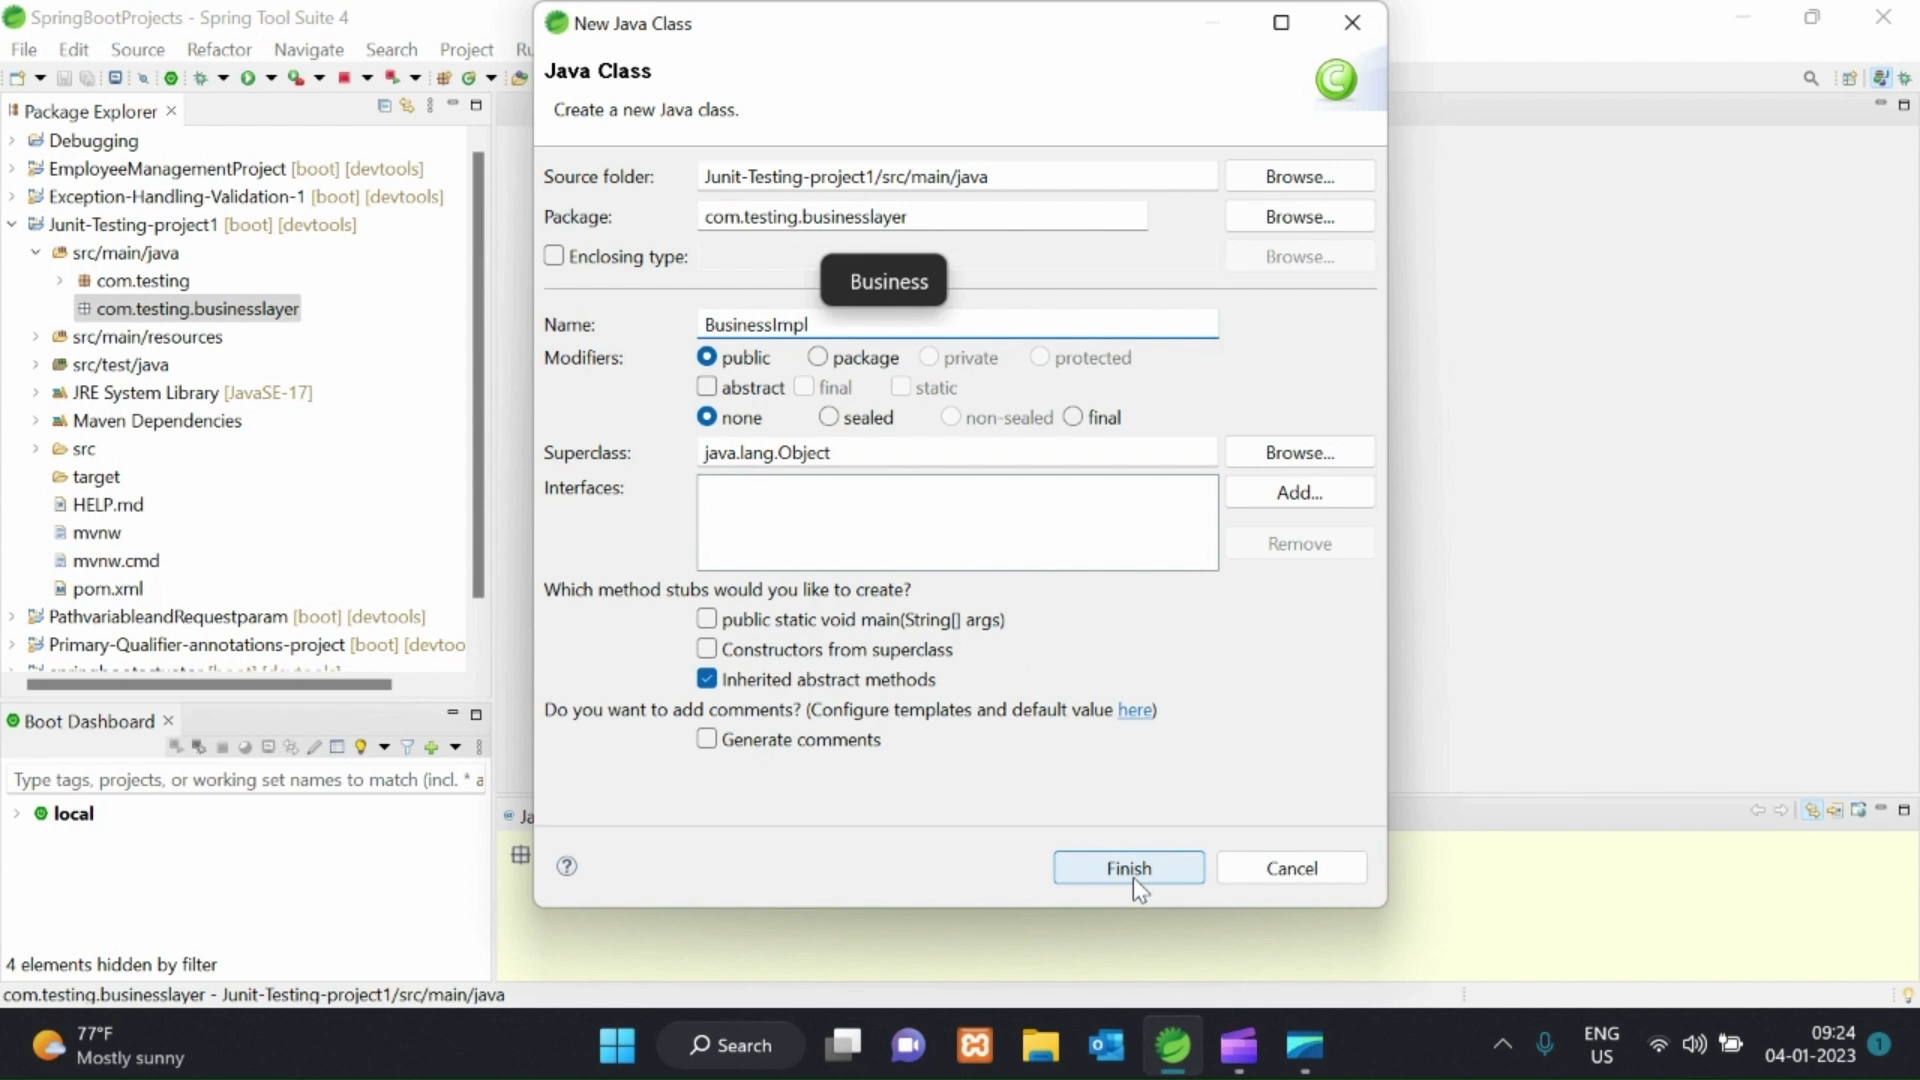 SpringBootProjects - Spring Tool Suite 4
File Edit Source Refactor Navigate Search Project
Package Explorer
Debugging
EmployeeManagementProject [boot] [devtools]
Exception-Handling-Validation-1 [boot] [devtools]
Junit-Testing-project1 [boot] [devtools]
src/main/java
com.testing
com.testing.businesslayer
src/main/resources
src/test/java
JRE System Library [JavaSE-17]
Maven Dependencies
src
target
HELP.md
mvnw
mvnw.cmd
pom.xml
PathvariableandRequestparam [boot] [devtools]
Primary-Qualifier-annotations-project [boot] [devtoo
Boot Dashboard
Type tags, projects, or working set names to match (incl. * a
local
4 elements hidden by filter
com.testing.businesslayer - Junit-Testing-project1/src/main/java
New Java Class
Java Class
Create a new Java class.
Source folder: Junit-Testing-project1/src/main/java Browse...
Package: com.testing.businesslayer Browse...
Enclosing type: Browse...
Business
Name: BusinessImpl
Modifiers: public package private protected
abstract final static
none sealed non-sealed final
Superclass: java.lang.Object Browse...
Interfaces: Add...
Remove
Which method stubs would you like to create?
public static void main(String[] args)
Constructors from superclass
Inherited abstract methods
Do you want to add comments? (Configure templates and default value here)
Generate comments
Finish Cancel
77°F
Mostly sunny
Search
ENG
US
09:24
04-01-2023
1